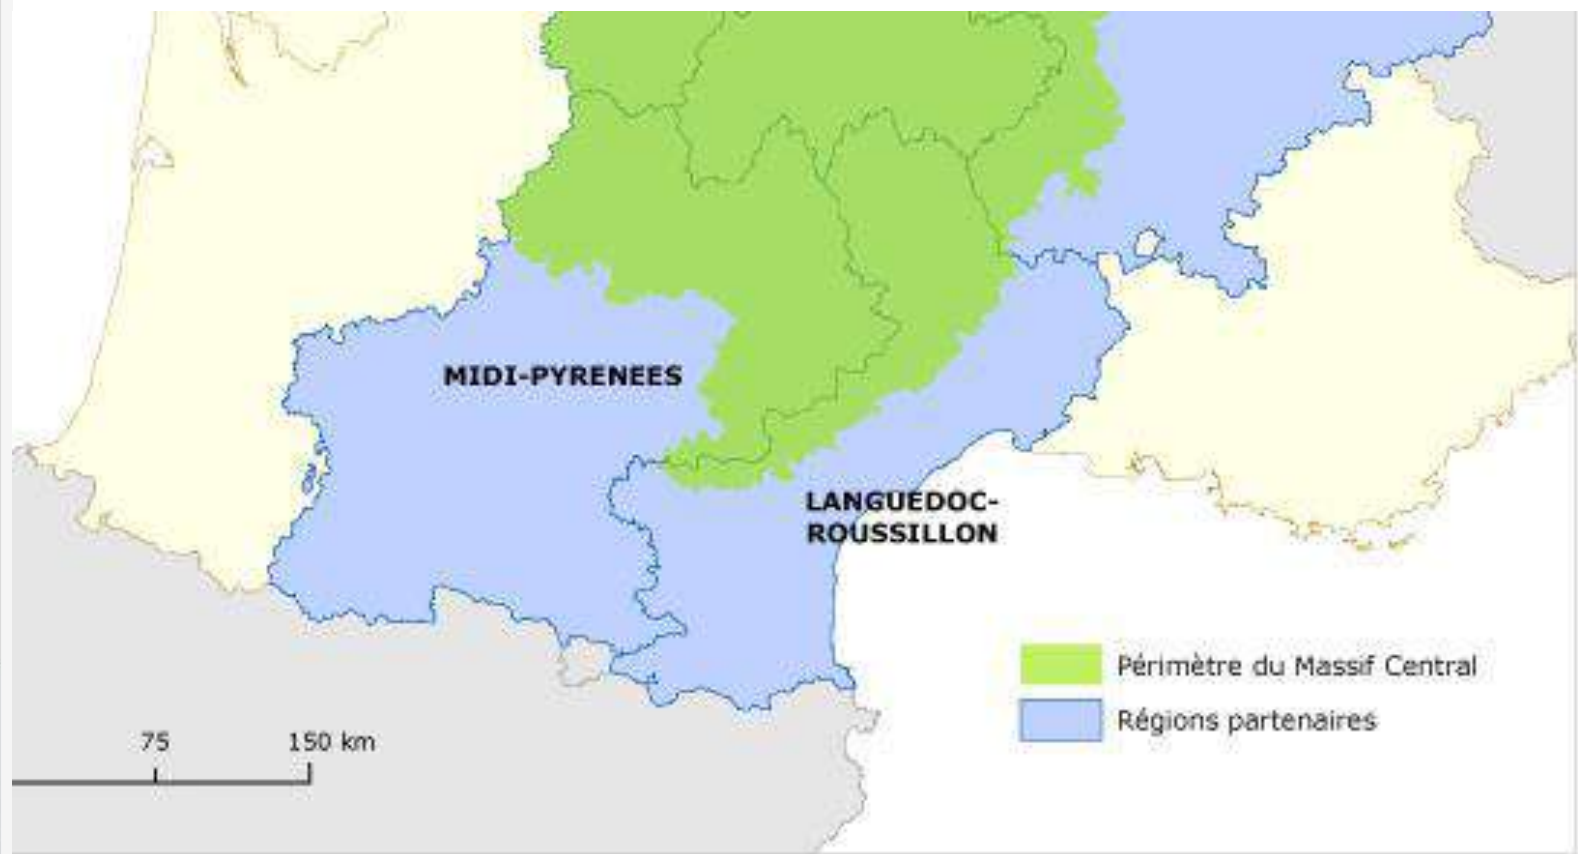 MIDI-PYRENEES
LANGUEDOC-
ROUSSILLON
Périmètre du Massif Central
Régions partenaires
75 150 km